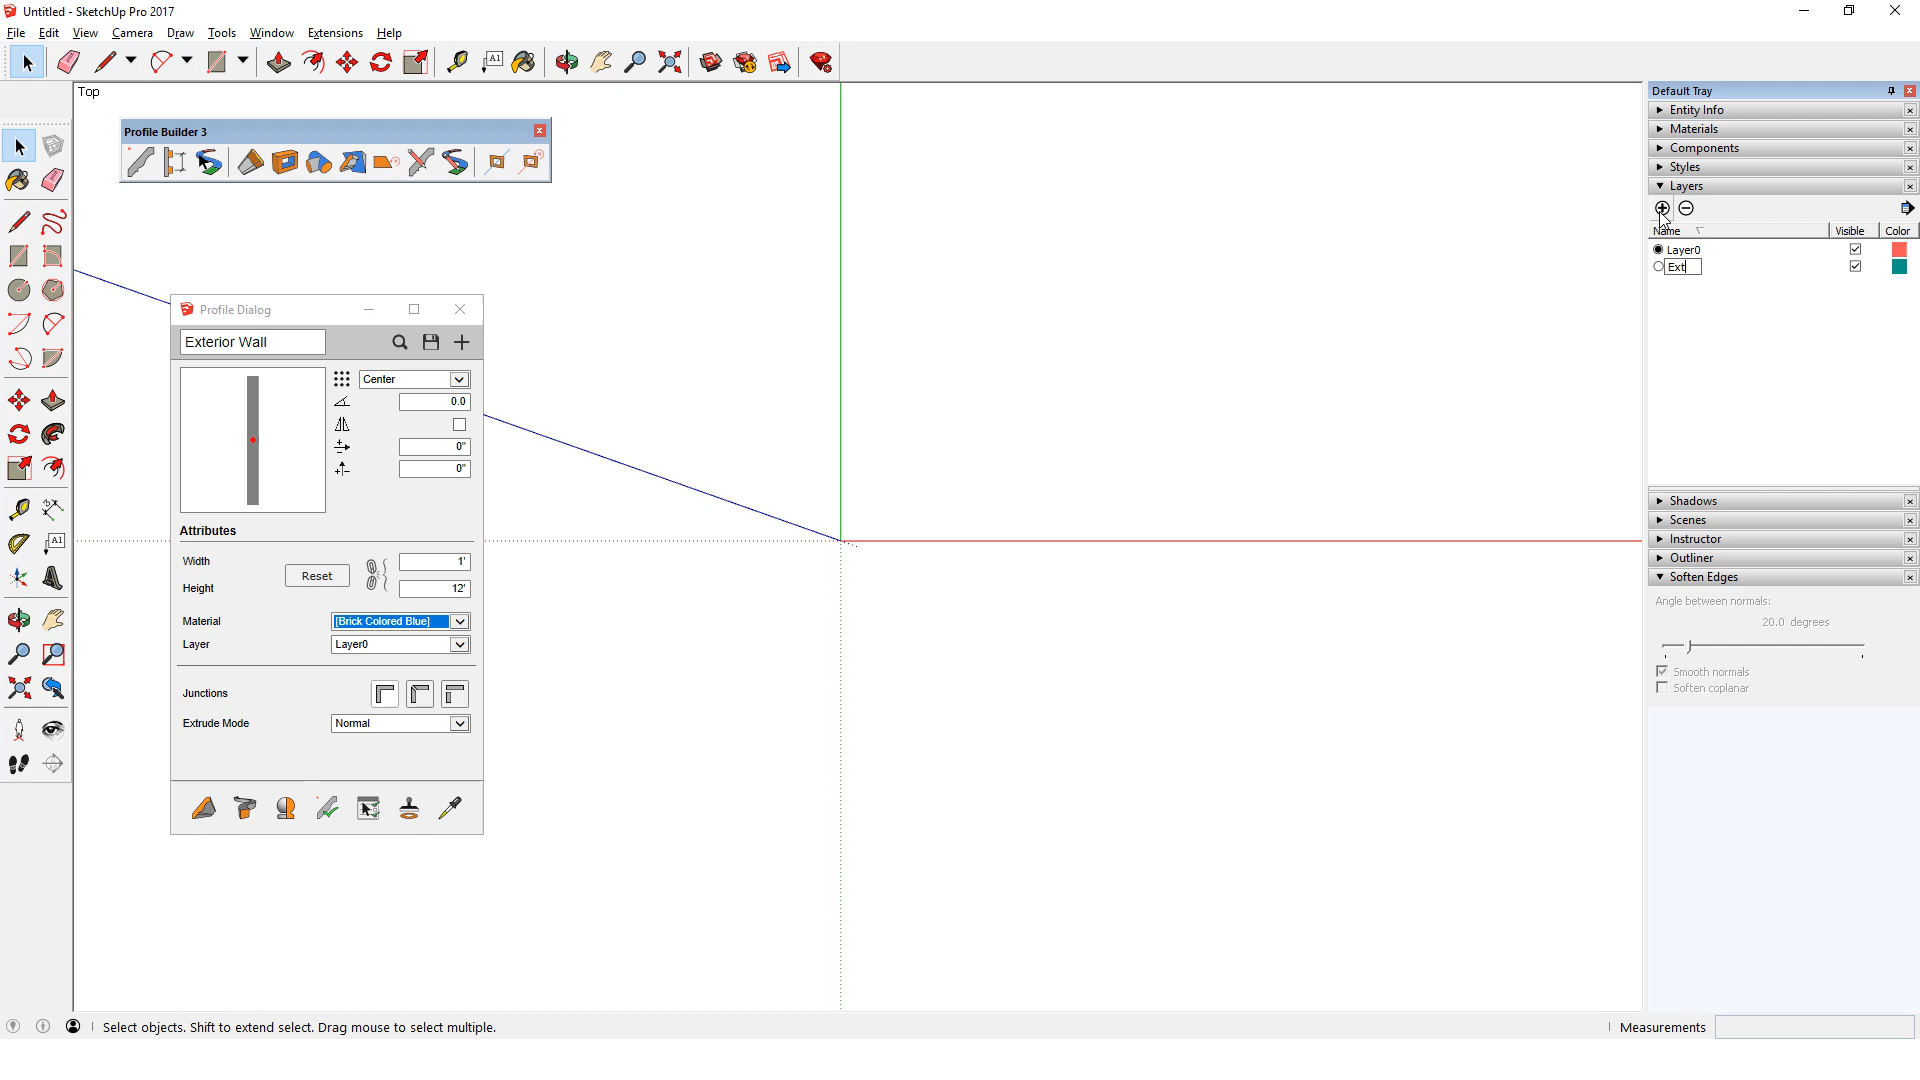 Untitled - SketchUp Pro 2017
File Edit View Camera Draw Tools Window Extensions Help
A1
Top
Profile Builder 3
Profile Dialog
Exterior Wall
Center
0.0
0"
0"
Attributes
Width 1'
Reset
Height 12'
Material [Brick Colored Blue]
Layer Layer0
Junctions
Extrude Mode Normal
A1
Default Tray
Entity Info
Materials
Components
Styles
Layers
Name Visible Color
Layer0
Ext
Shadows
Scenes
Instructor
Outliner
Soften Edges
Angle between normals:
20.0 degrees
Smooth normals
Soften coplanar
Select objects. Shift to extend select. Drag mouse to select multiple.
Measurements